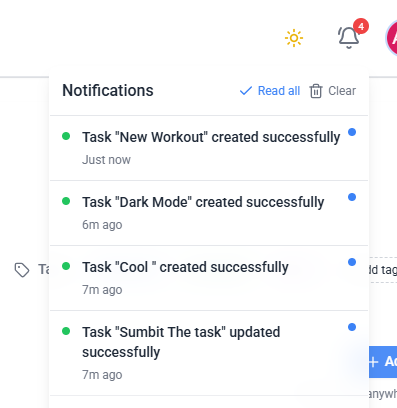 4
Notifications
Read all
Clear
Task "New Workout" created successfully
Just now
Task "Dark Mode" created successfully
6m ago
Task "Cool " created successfully
7m ago
Ta
dd tag
Task "Sumbit The task" updated
successfully
7m ago
+ Ad
anywh